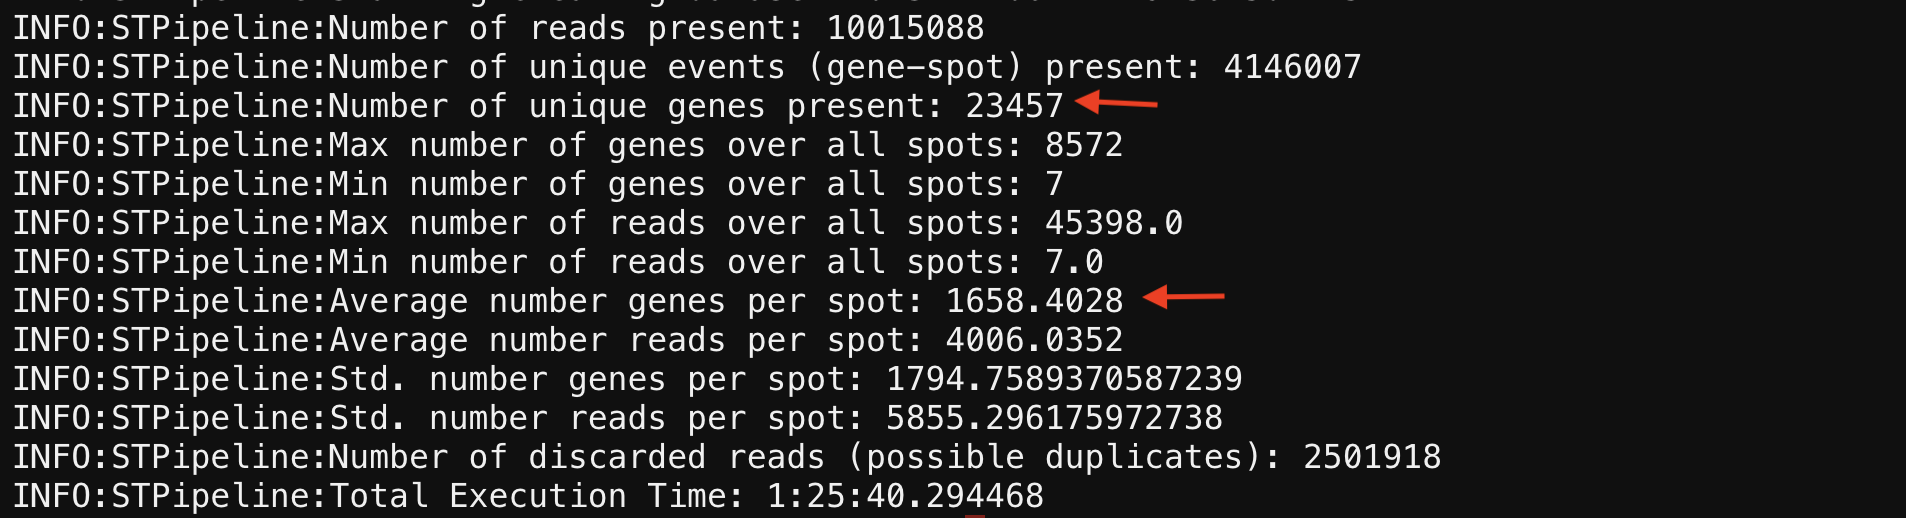 INFO:STPipeline:Number of reads present: 10015088
INFO:STPipeline:Number of unique events (gene-spot) present: 4146007
INFO:STPipeline:Number of unique genes present: 23457
INFO:STPipeline:Max number of genes over all spots: 8572
INFO:STPipeline:Min number of genes over all spots: 7
INFO:STPipeline:Max number of reads over all spots: 45398.0
INFO:STPipeline:Min number of reads over all spots: 7.0
INFO:STPipeline:Average number genes per spot: 1658.4028
INFO:STPipeline:Average number reads per spot: 4006.0352
INFO:STPipeline:Std. number genes per spot: 1794.7589370587239
INFO:STPipeline:Std. number reads per spot: 5855.296175972738
INFO:STPipeline:Number of discarded reads (possible duplicates): 2501918
INFO:STPipeline:Total Execution Time: 1:25:40.294468